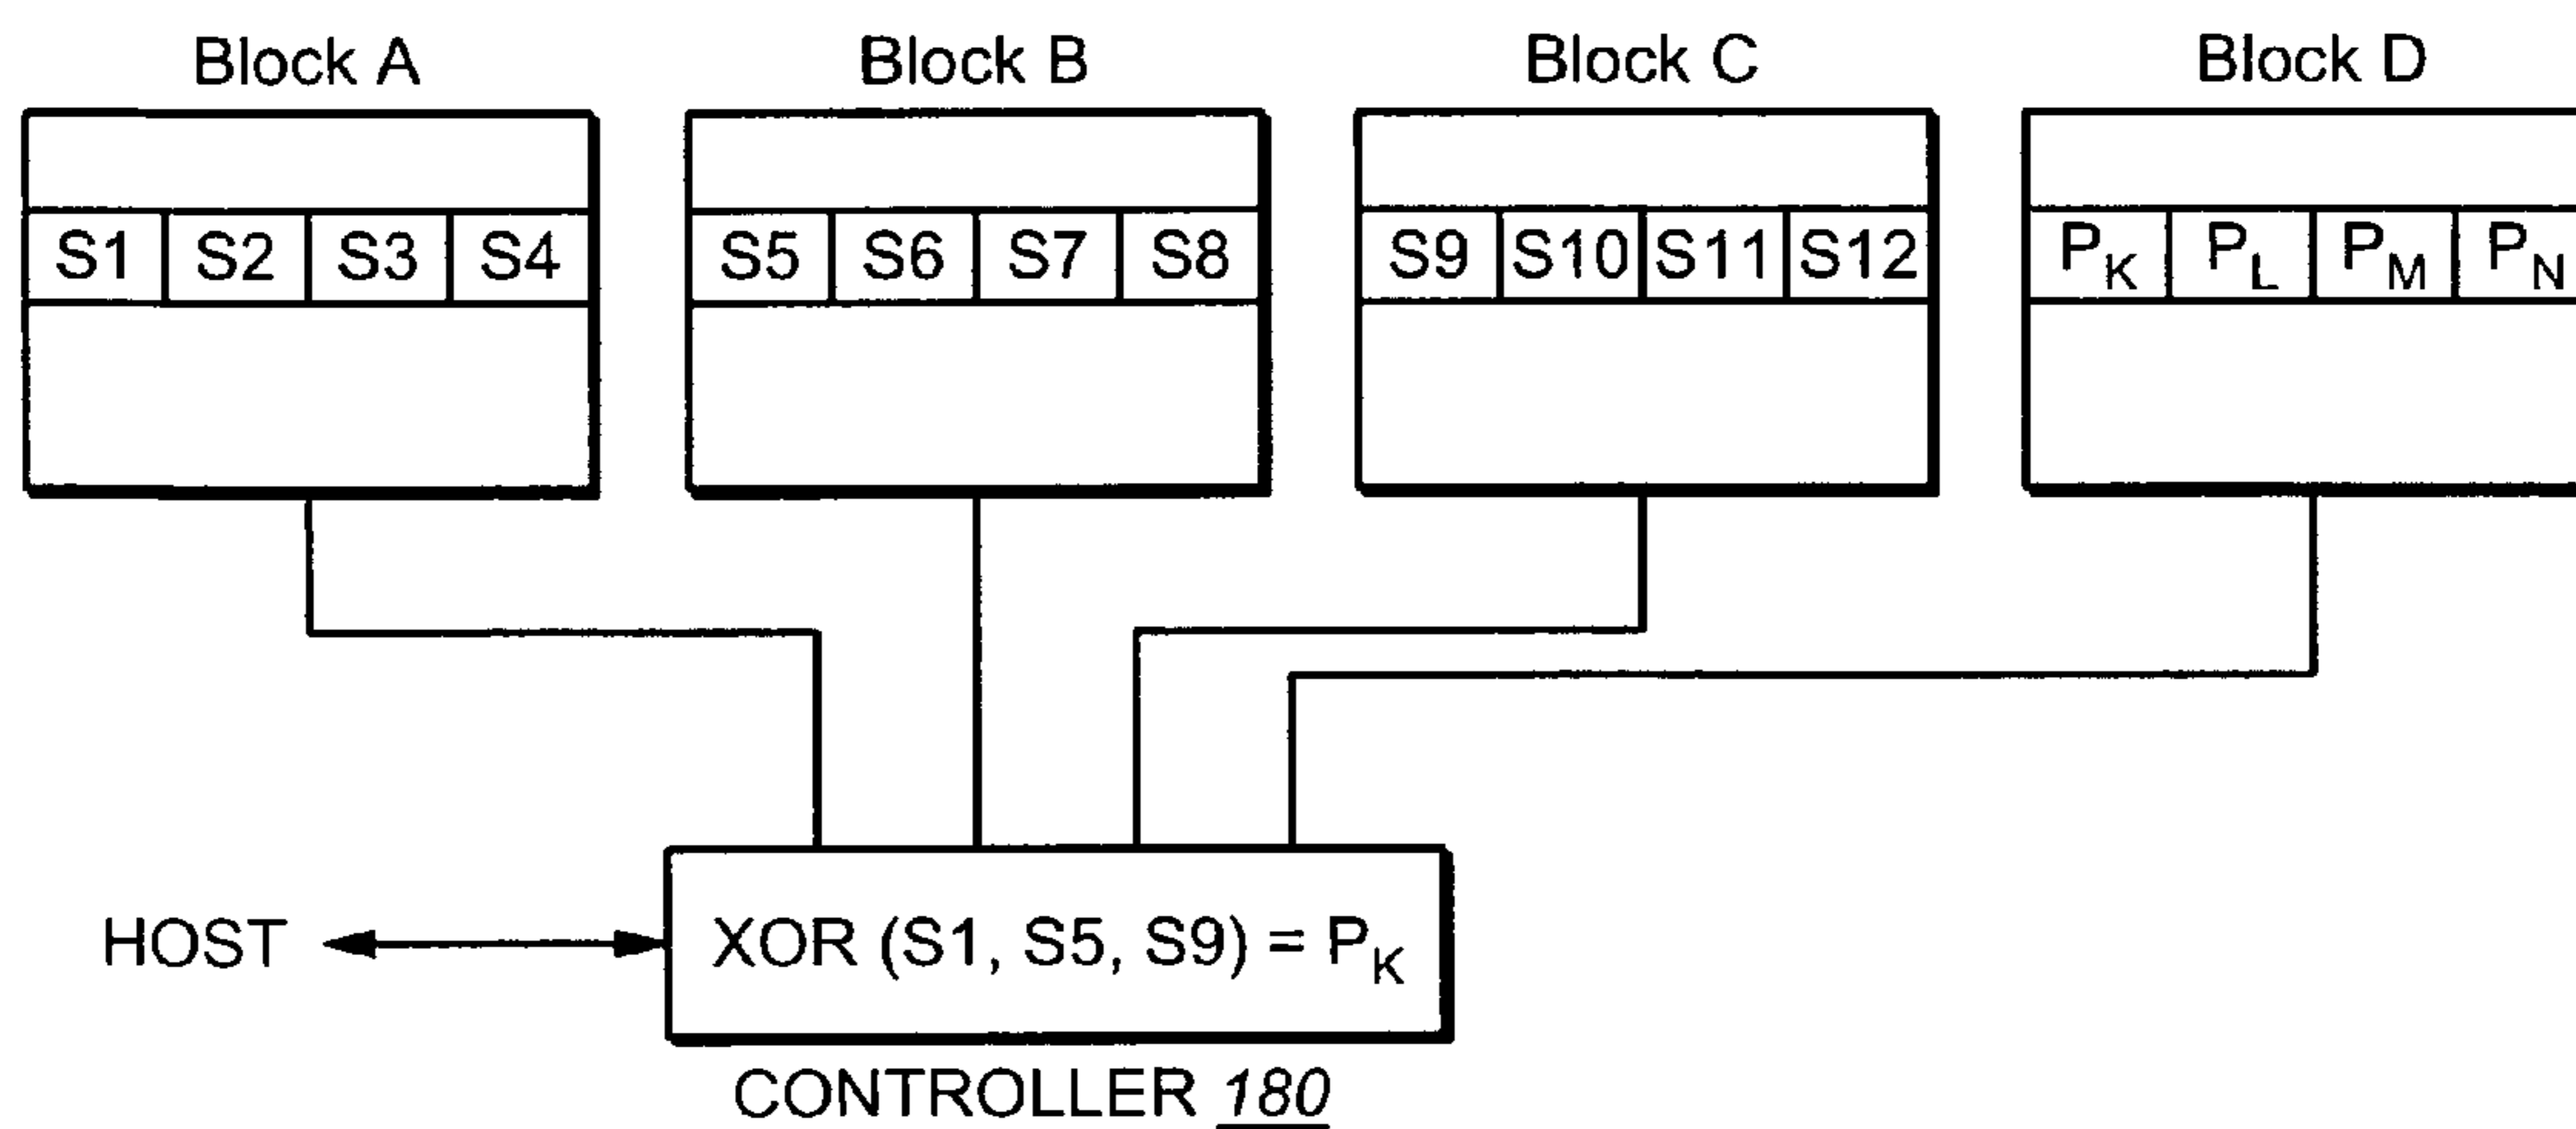 Block A Block B Block C Block D
S1 S2 S3 S4 S5 S6 S7 S8 S9 S10 S11 S12 P_K P_L P_M P_N
HOST XOR (S1, S5, S9) = P_K
CONTROLLER 180